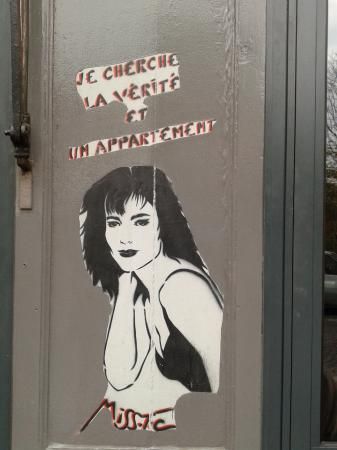 JE CHERCHE
LA VÉRITÉ
ET
UN APPARTEMENT
MISS.TIC